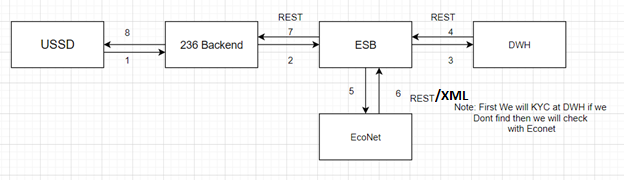 REST
REST
8
7
4
USSD
236 Backend
ESB
DWH
1
2
3
5
6
REST/XML
Note: First We will KYC at DWH if we
Dont find then we will check
with Econet
EcoNet